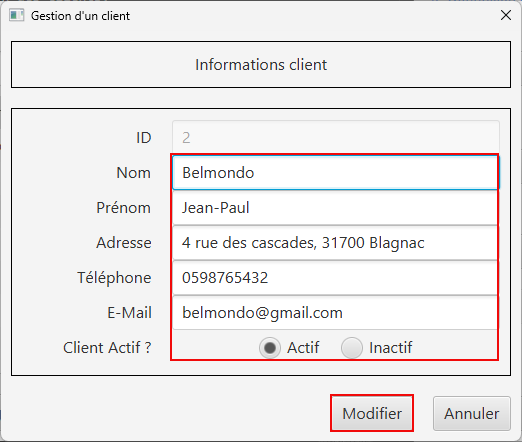 Gestion d'un client
Informations client
ID 2
Nom Belmondo
Prénom Jean-Paul
Adresse 4 rue des cascades, 31700 Blagnac
Téléphone 0598765432
E-Mail belmondo@gmail.com
Client Actif ? Actif Inactif
Modifier Annuler